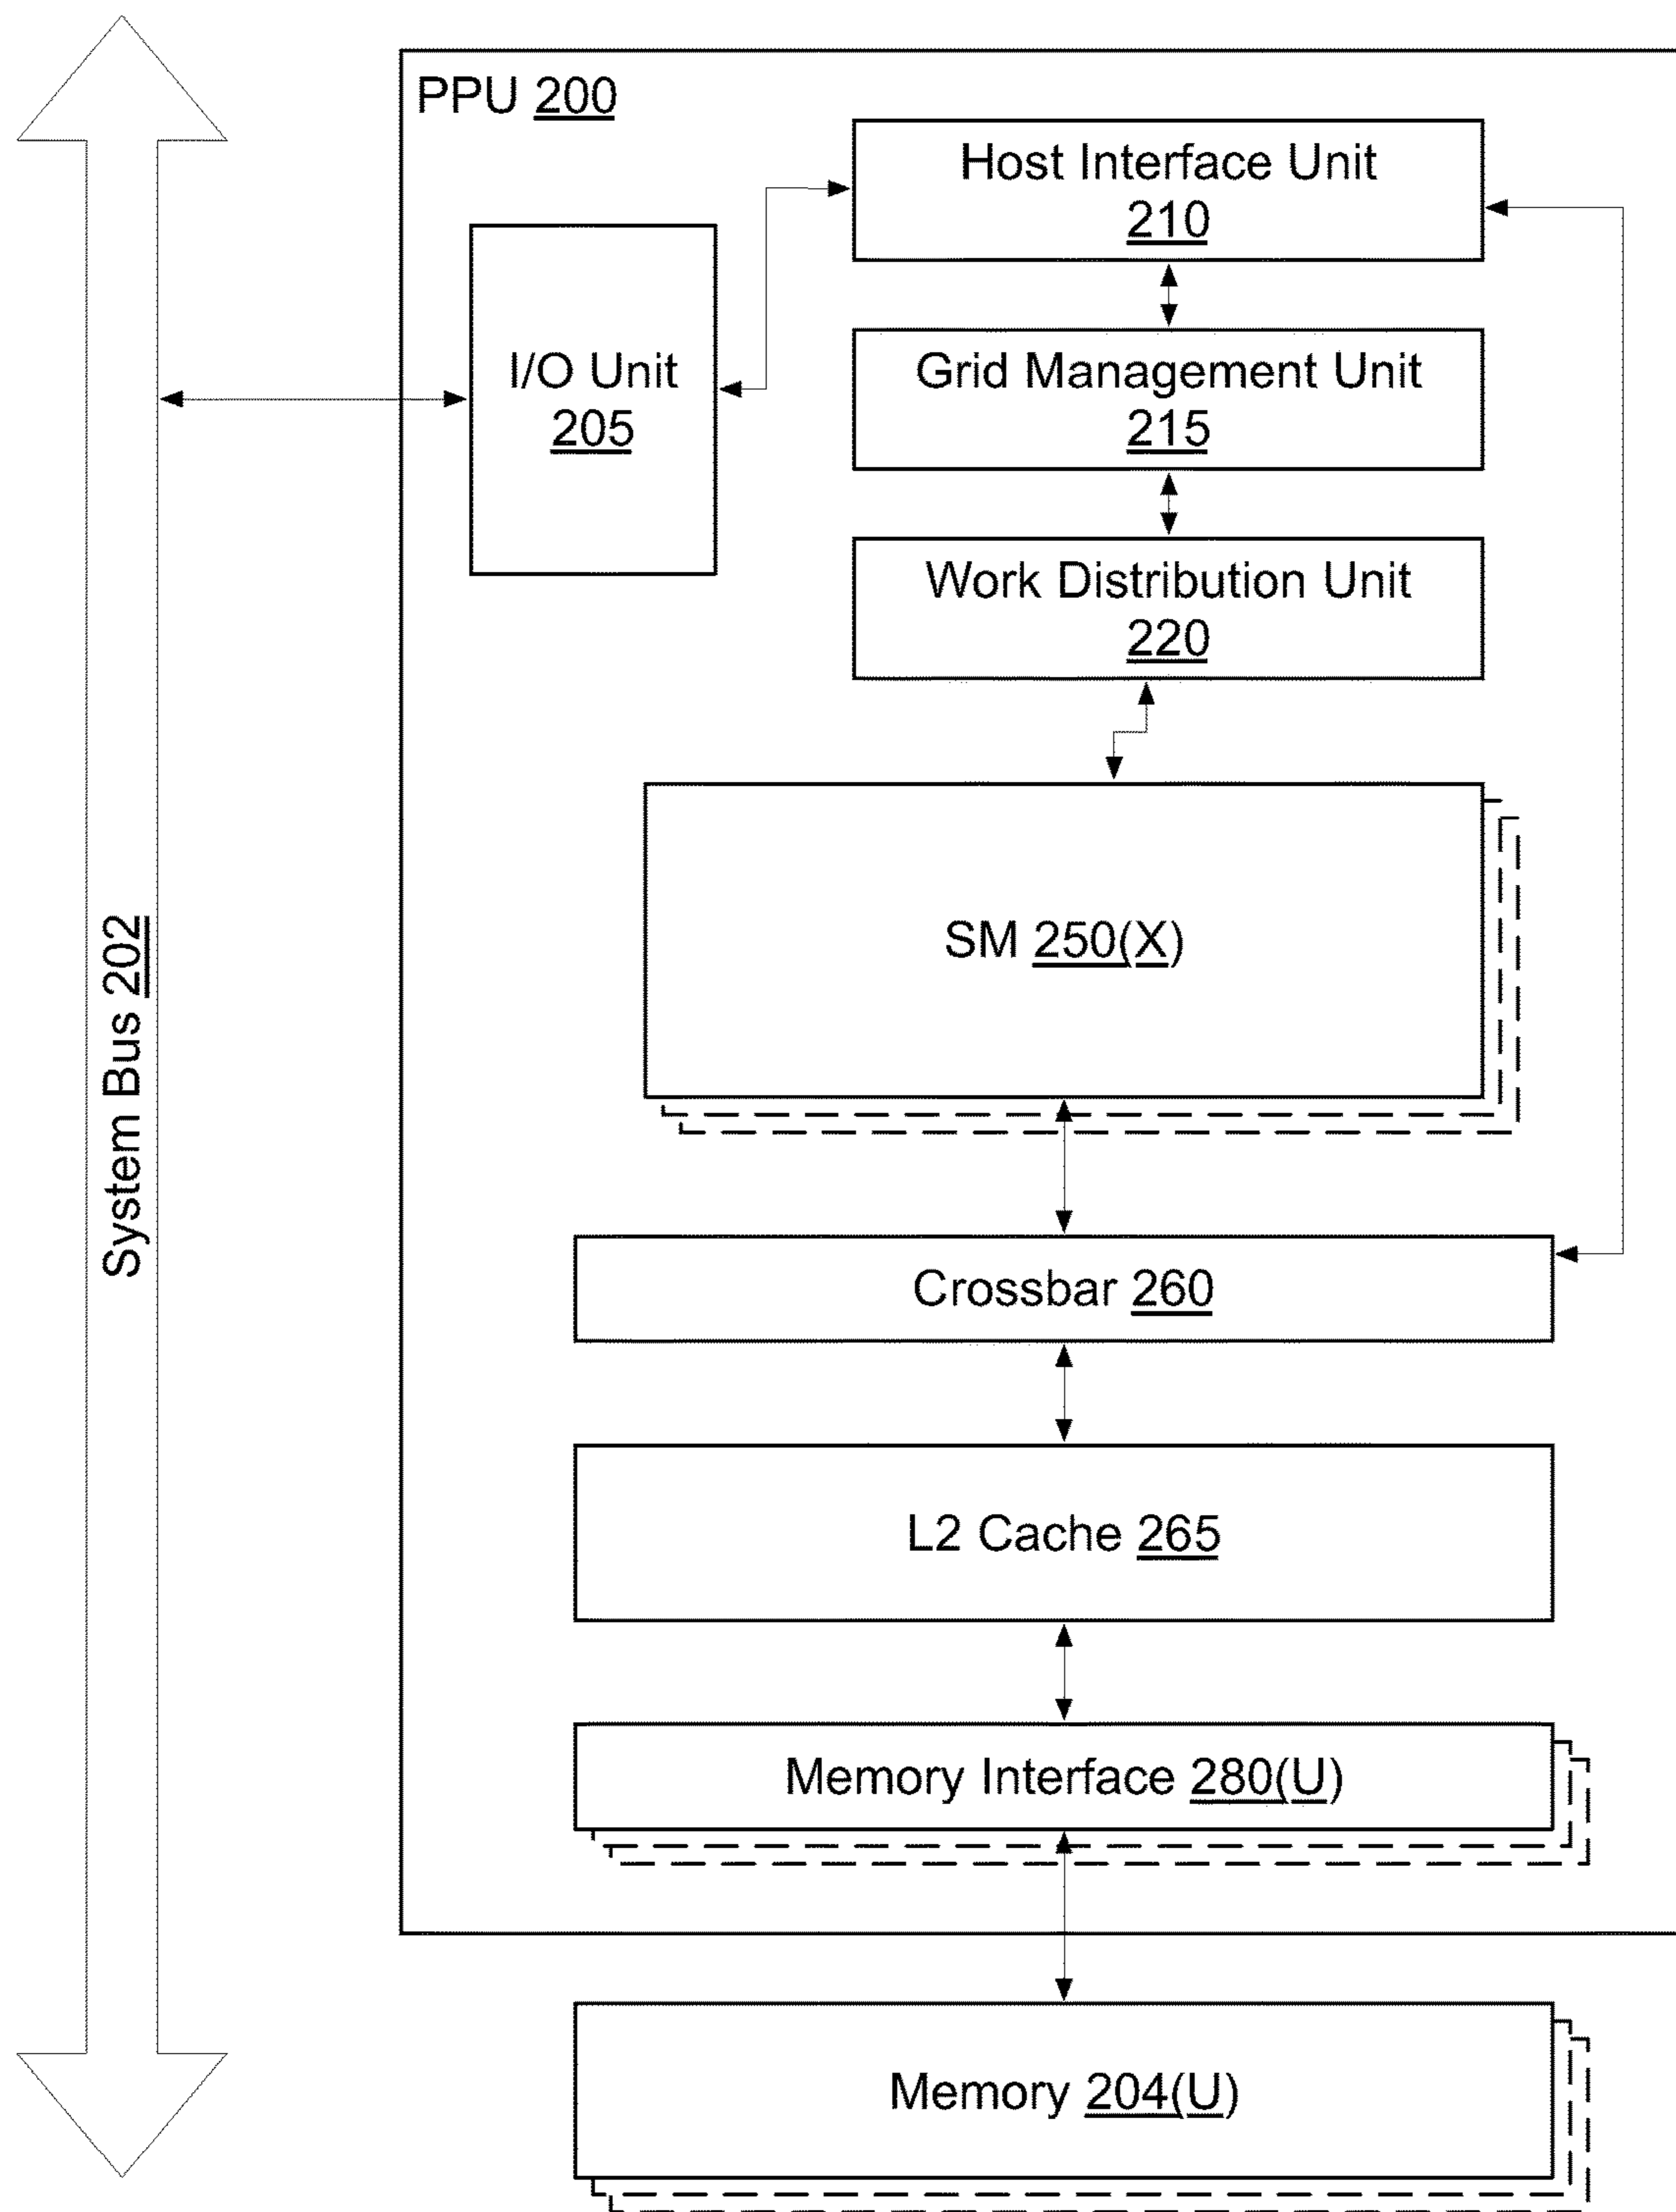 PPU 200
Host Interface Unit
210
I/O Unit
205
Grid Management Unit
215
Work Distribution Unit
220
System Bus 202
SM 250(X)
Crossbar 260
L2 Cache 265
Memory Interface 280(U)
Memory 204(U)